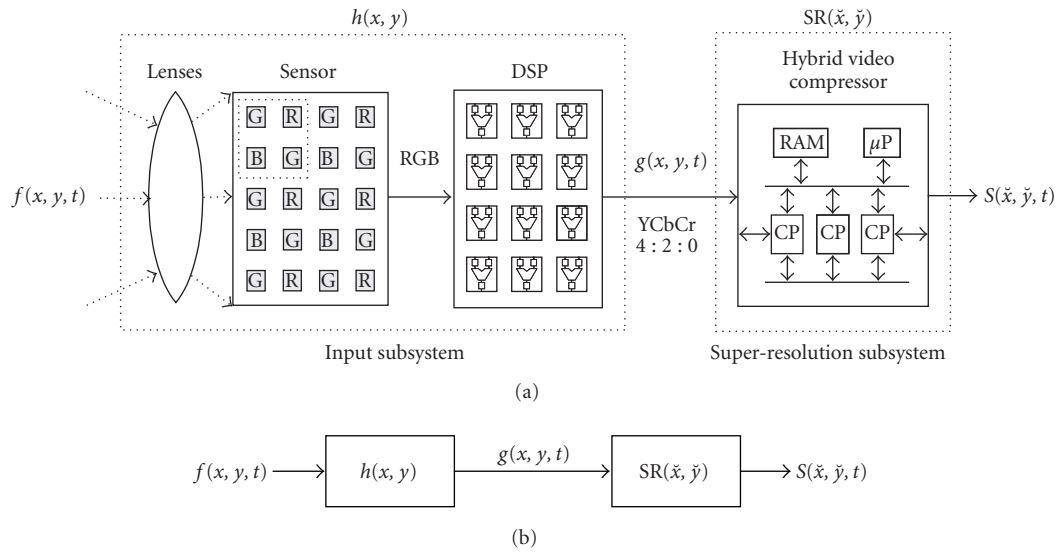 h(x, y)
SR(x̆, y̆)
Lenses
Sensor
DSP
Hybrid video
compressor
G R G R
B G B G
G R G R
B G B G
G R G R
RGB
f(x, y, t)
g(x, y, t)
YCbCr
4 : 2 : 0
RAM
μP
CP CP CP
S(x̆, y̆, t)
Input subsystem
Super-resolution subsystem
(a)
f(x, y, t)
h(x, y)
g(x, y, t)
SR(x̆, y̆)
S(x̆, y̆, t)
(b)